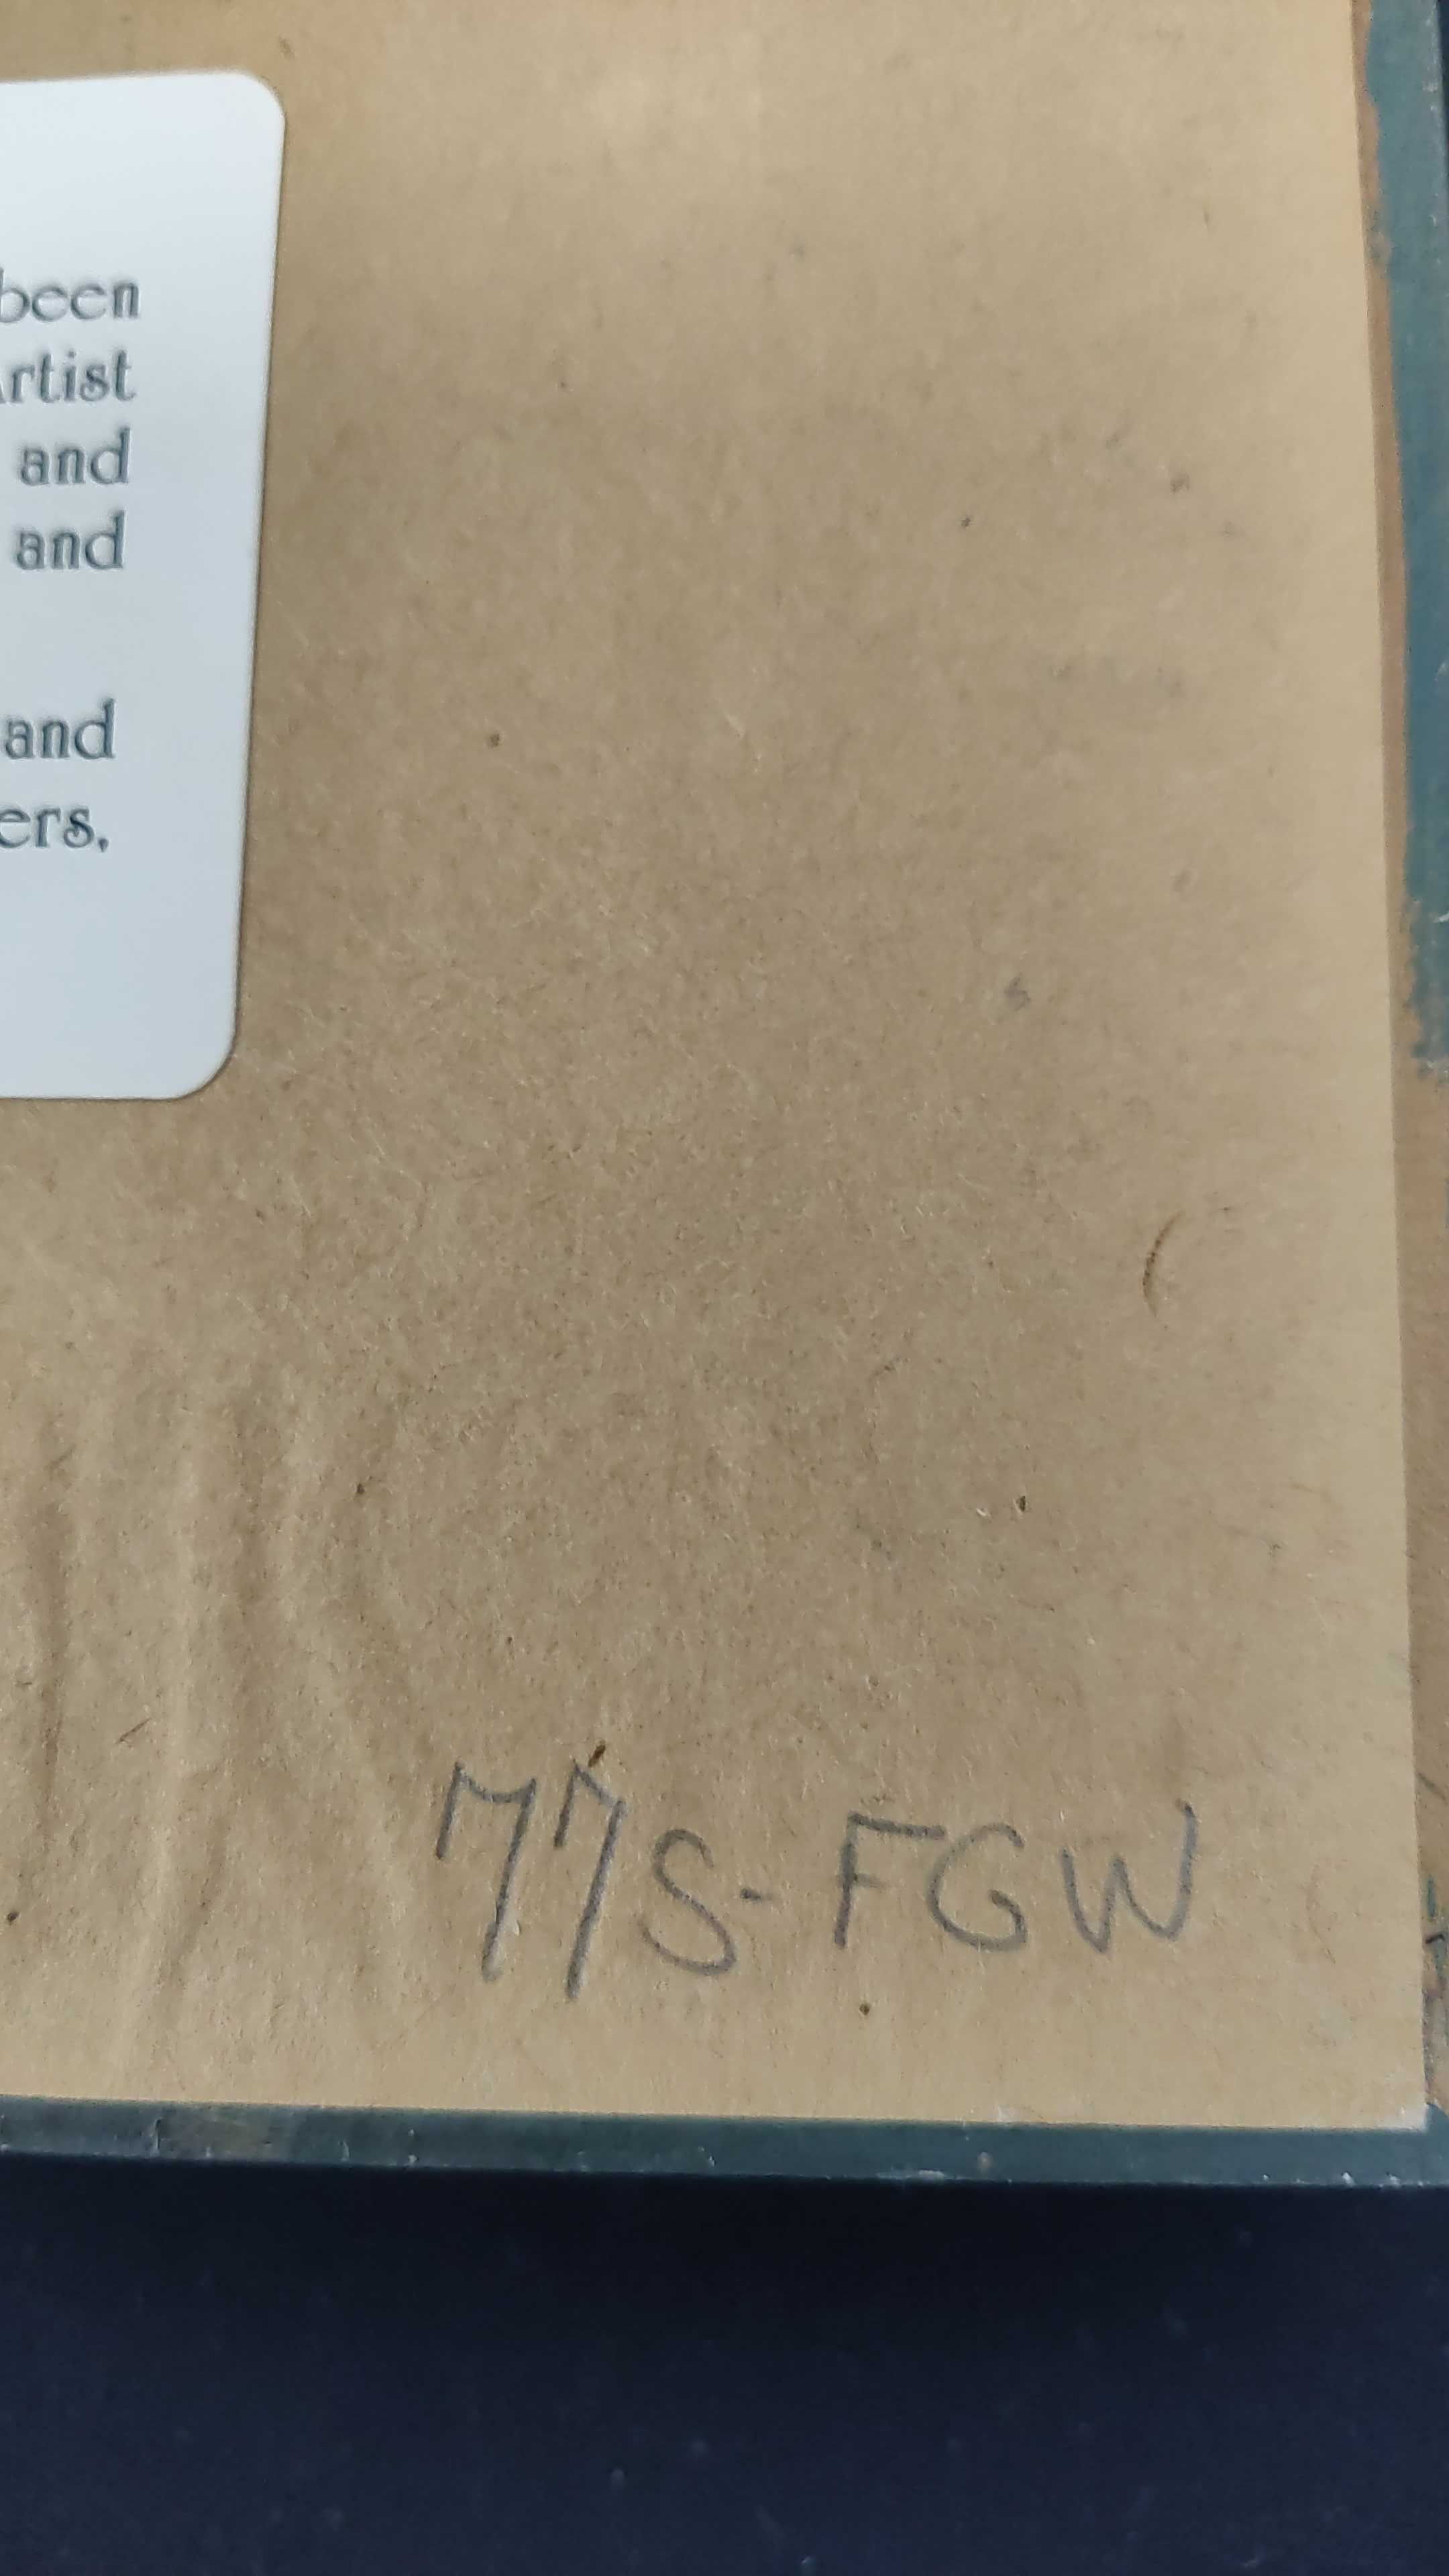 been
rtist
and
and
and
ers,
77S-FGW